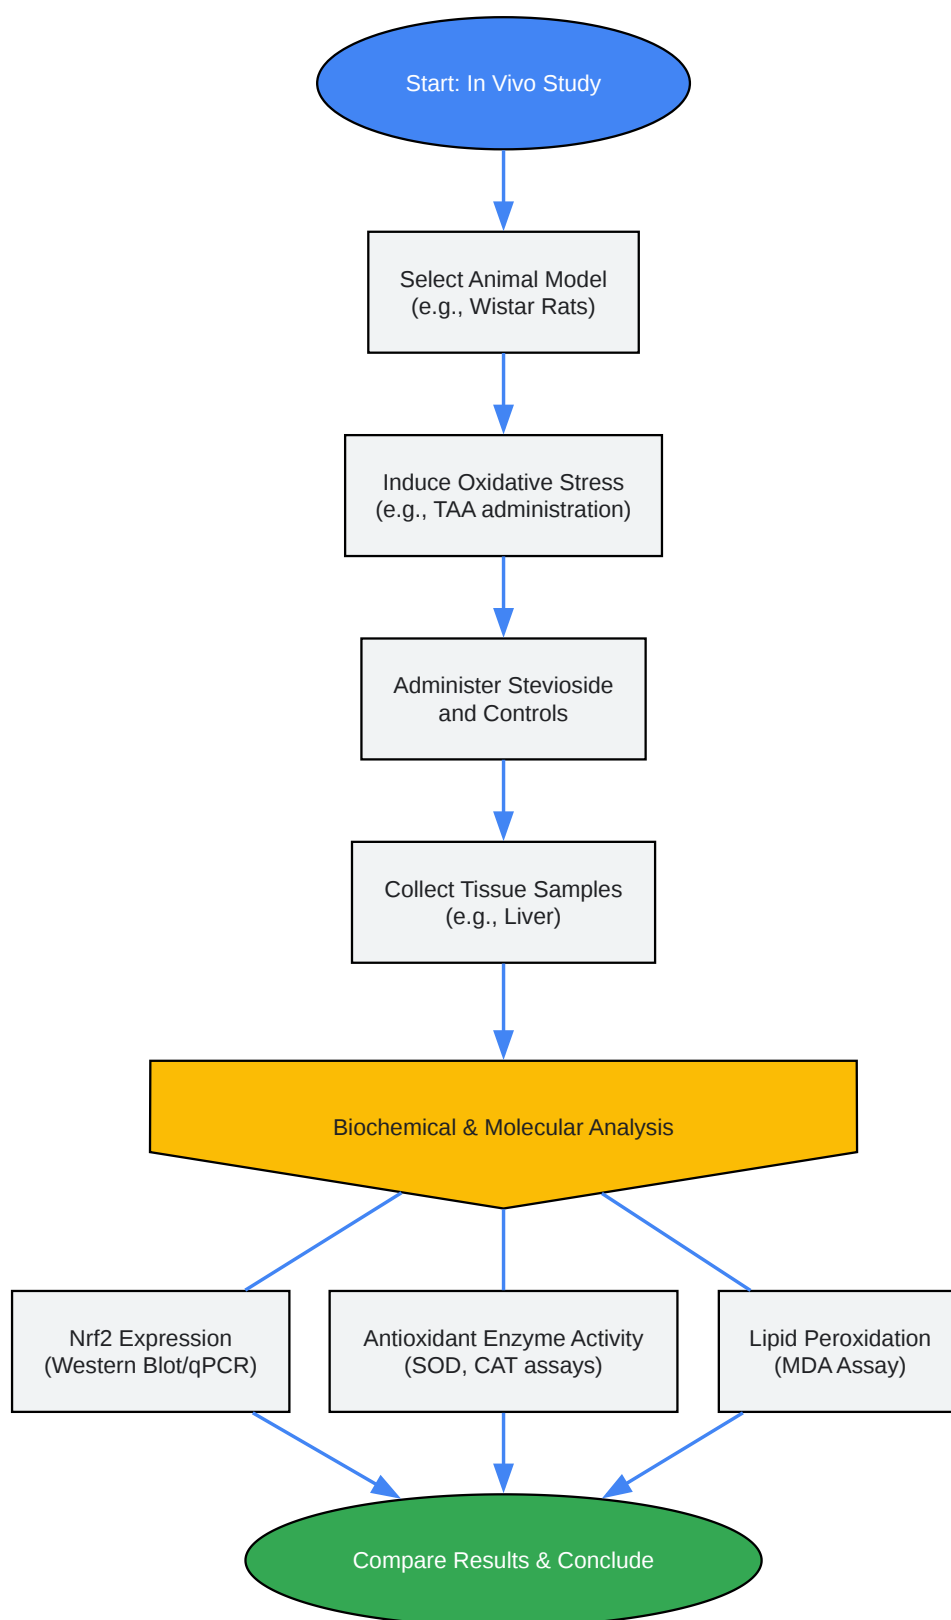 Start: In Vivo Study
Select Animal Model
(e.g., Wistar Rats)
Induce Oxidative Stress
(e.g., TAA administration)
Administer Stevioside
and Controls
Collect Tissue Samples
(e.g., Liver)
Biochemical & Molecular Analysis
Nrf2 Expression
(Western Blot/qPCR)
Antioxidant Enzyme Activity
(SOD, CAT assays)
Lipid Peroxidation
(MDA Assay)
Compare Results & Conclude